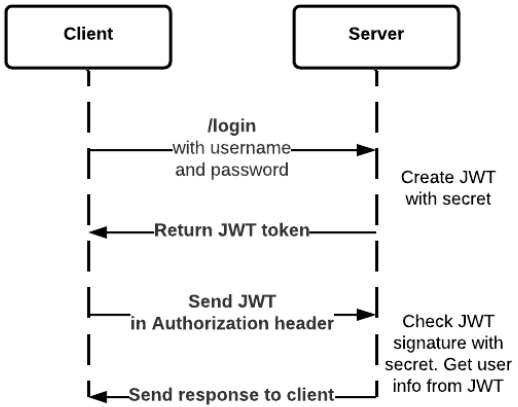 Client
Server
/login
with username
and password
Create JWT
with secret
Return JWT token
Send JWT
in Authorization header
Check JWT
signature with
secret. Get user
info from JWT
Send response to client